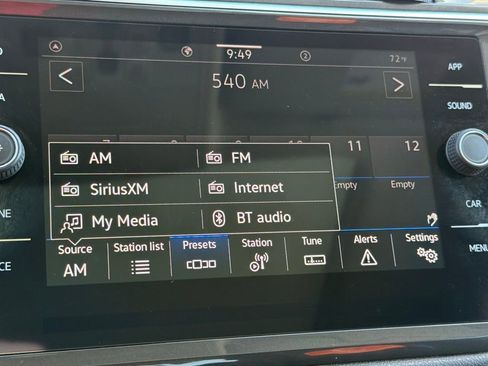 9:49
2
72°F
APP
< 540 AM >
SOUND
11 12
AM FM
Empty Empty
SiriusXM Internet
My Media BT audio
CAR
Source Station list Presets Station Tune Alerts Settings
AM
MENU